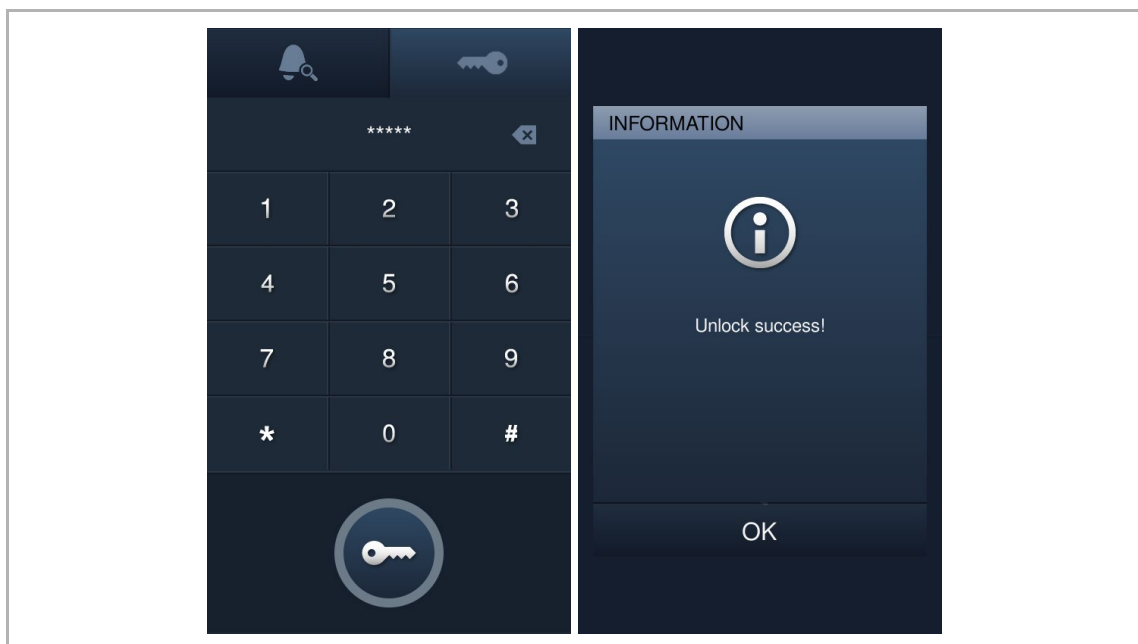 *****
1 2 3
4 5 6
7 8 9
* 0 #
INFORMATION
Unlock success!
OK